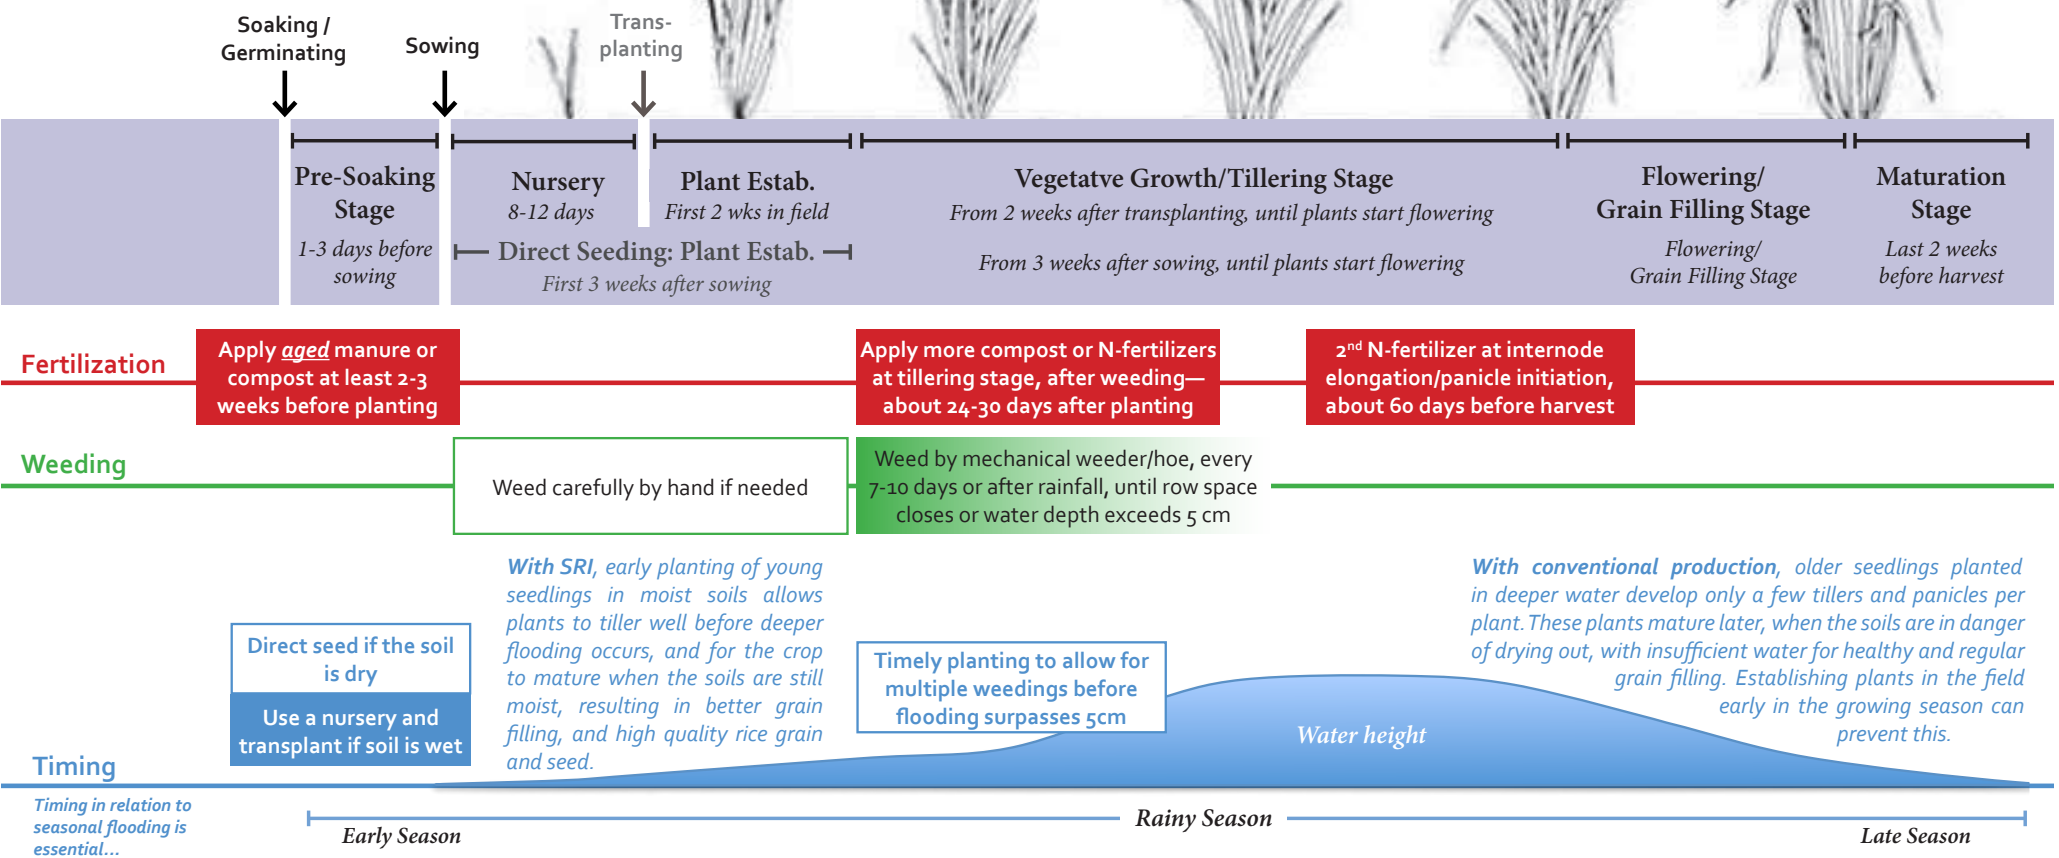 Soaking /
Germinating
Sowing
Trans-
planting
Pre-Soaking
Stage
1-3 days before
sowing
Nursery
8-12 days
Plant Estab.
First 2 wks in field
Direct Seeding: Plant Estab.
First 3 weeks after sowing
Vegetatve Growth/Tillering Stage
From 2 weeks after transplanting, until plants start flowering
From 3 weeks after sowing, until plants start flowering
Flowering/
Grain Filling Stage
Flowering/
Grain Filling Stage
Maturation
Stage
Last 2 weeks
before harvest
Fertilization
Apply aged manure or
compost at least 2-3
weeks before planting
Apply more compost or N-fertilizers
at tillering stage, after weeding—
about 24-30 days after planting
2nd N-fertilizer at internode
elongation/panicle initiation,
about 60 days before harvest
Weeding
Weed carefully by hand if needed
Weed by mechanical weeder/hoe, every
7-10 days or after rainfall, until row space
closes or water depth exceeds 5 cm
Direct seed if the soil
is dry
Use a nursery and
transplant if soil is wet
With SRI, early planting of young
seedlings in moist soils allows
plants to tiller well before deeper
flooding occurs, and for the crop
to mature when the soils are still
moist, resulting in better grain
filling, and high quality rice grain
and seed.
Timely planting to allow for
multiple weedings before
flooding surpasses 5cm
Water height
With conventional production, older seedlings planted
in deeper water develop only a few tillers and panicles per
plant. These plants mature later, when the soils are in danger
of drying out, with insufficient water for healthy and regular
grain filling. Establishing plants in the field
early in the growing season can
prevent this.
Timing
Timing in relation to
seasonal flooding is
essential...
Early Season
Rainy Season
Late Season